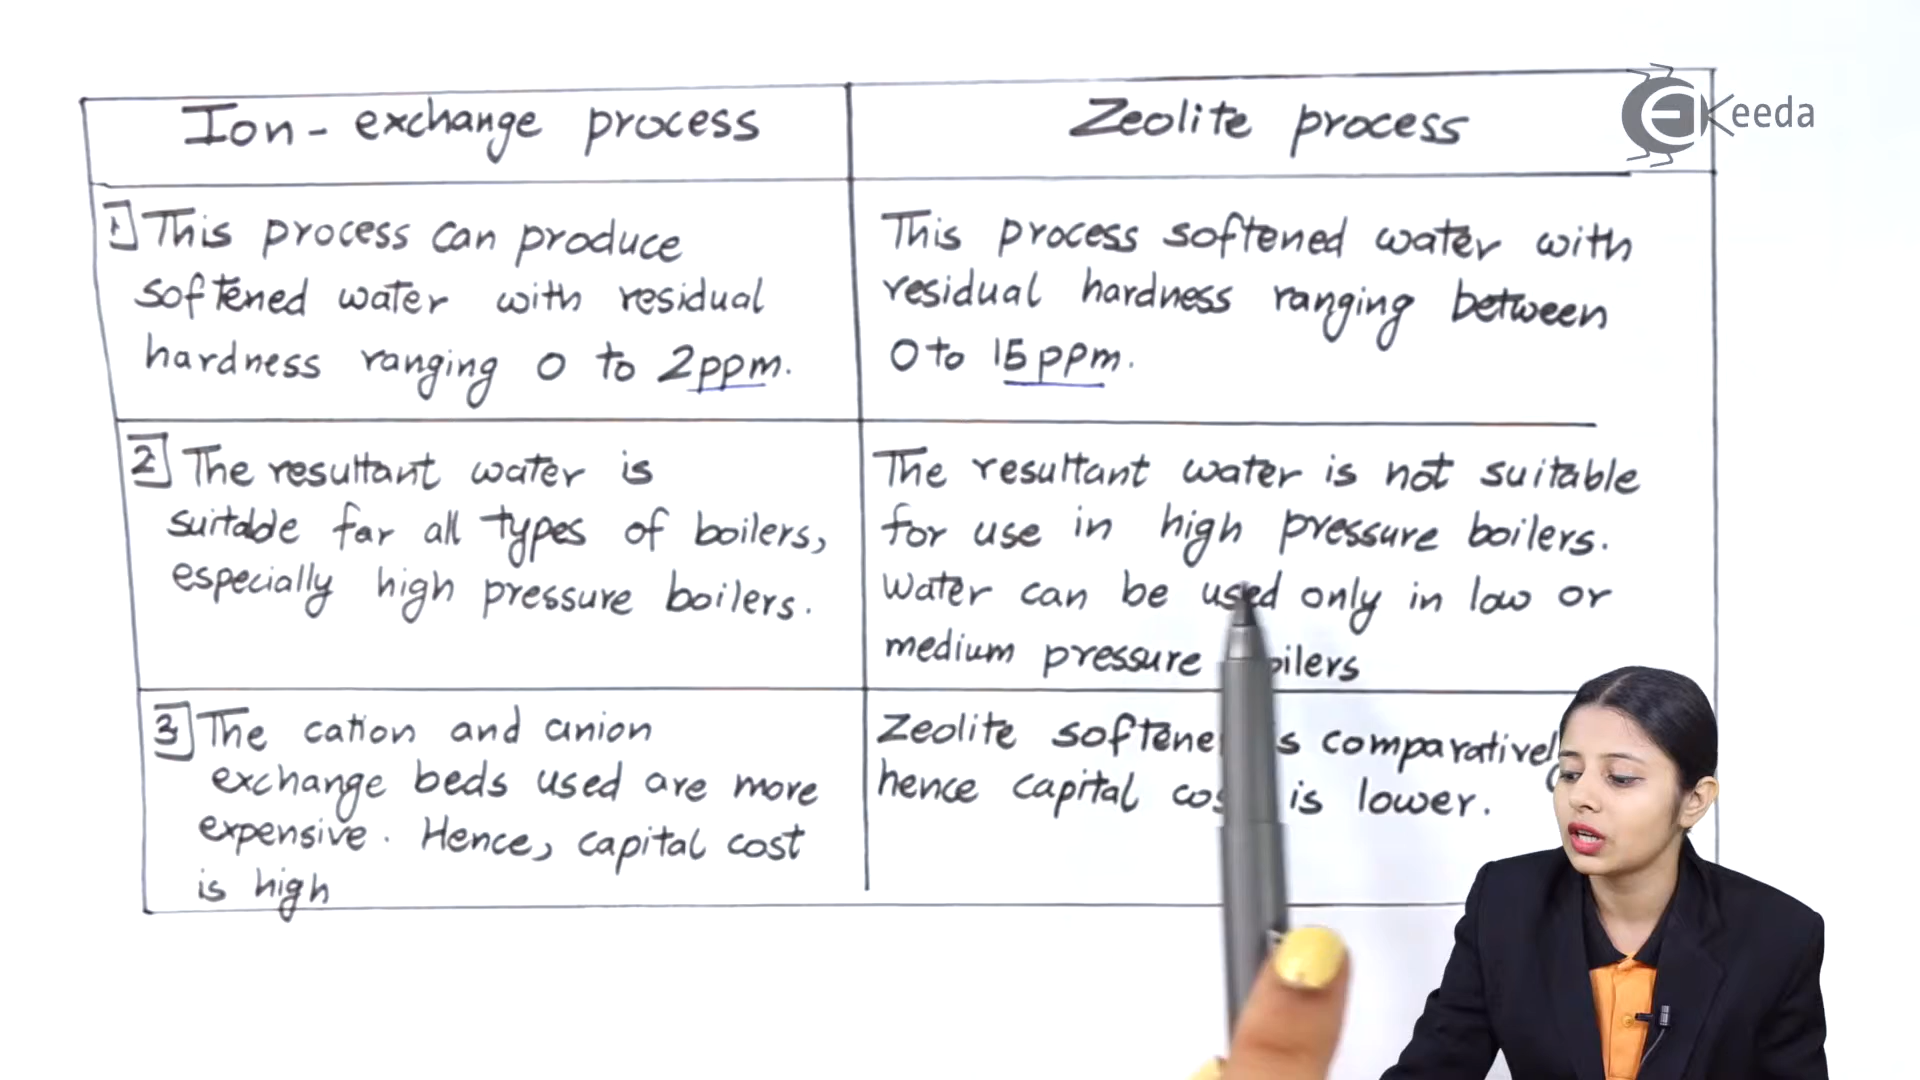 Ion-exchange process
Zeolite process
EKeeda
1 This process can produce
softened water with residual
hardness ranging 0 to 2ppm.
This process softened water with
residual hardness ranging between
0 to 15ppm.
2 The resultant water is
suitable for all types of boilers,
especially high pressure boilers.
The resultant water is not suitable
for use in high pressure boilers.
Water can be used only in low or
medium pressure
3 The cation and anion
exchange beds used are more
expensive. Hence, capital cost
is high
Zeolite comparatively
hence capital is lower.